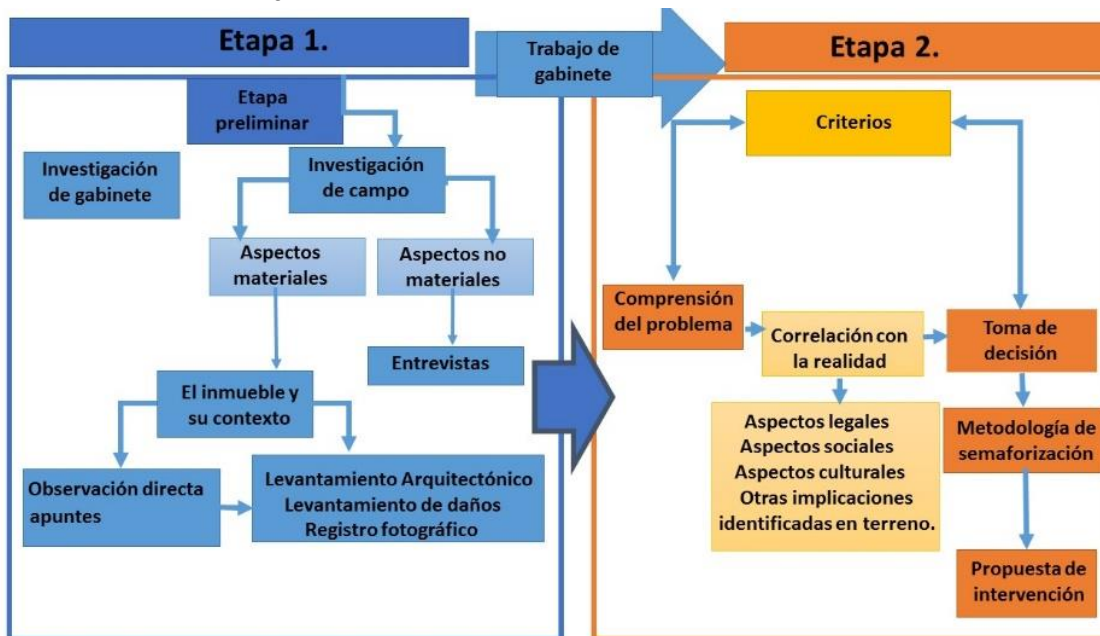 Etapa 1.
Trabajo de
gabinete
Etapa 2.
Etapa
preliminar
Investigación
de gabinete
Investigación
de campo
Aspectos
materiales
Aspectos no
materiales
Entrevistas
El inmueble y
su contexto
Observación directa
apuntes
Levantamiento Arquitectónico
Levantamiento de daños
Registro fotográfico
Criterios
Comprensión
del problema
Correlación con
la realidad
Toma de
decisión
Aspectos legales
Aspectos sociales
Aspectos culturales
Otras implicaciones
identificadas en terreno.
Metodología de
semaforización
Propuesta de
intervención